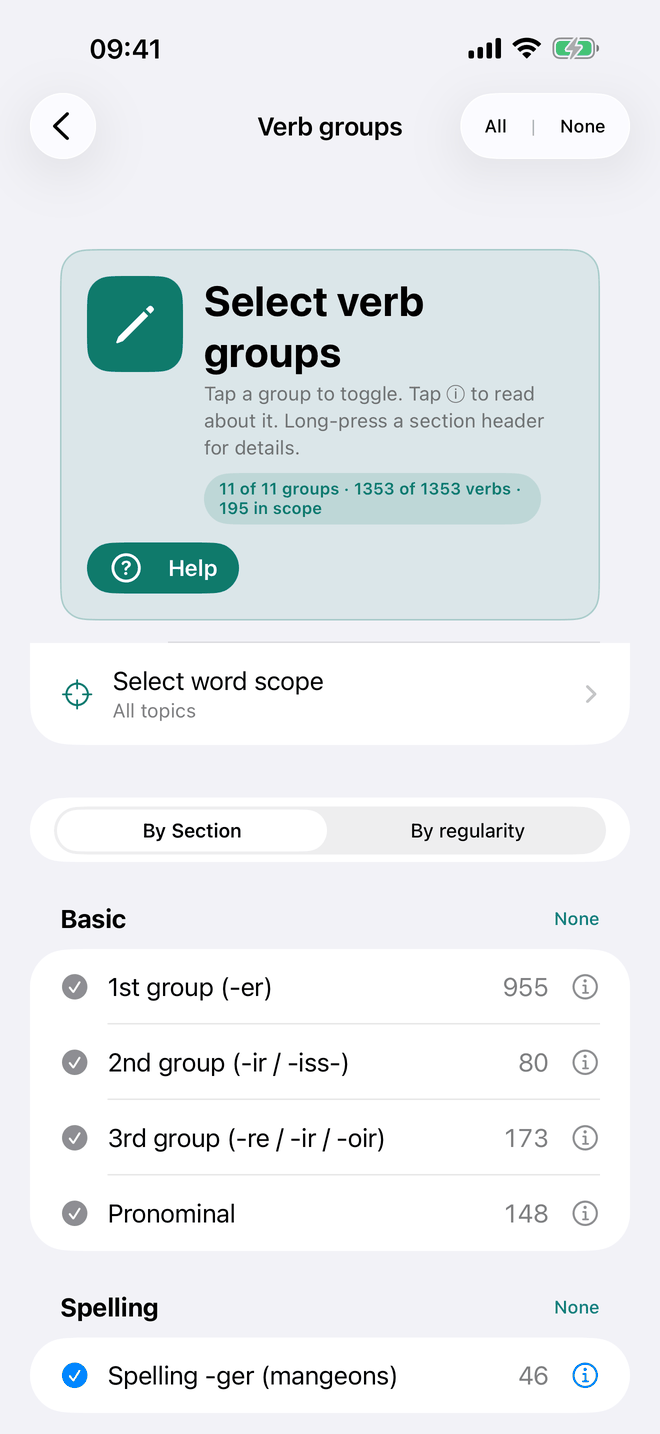 09:41
Verb groups
All | None
Select verb
groups
Tap a group to toggle. Tap ⓘ to read
about it. Long-press a section header
for details.
11 of 11 groups · 1353 of 1353 verbs ·
195 in scope
? Help
Select word scope
All topics
By Section By regularity
Basic None
1st group (-er) 955
2nd group (-ir / -iss-) 80
3rd group (-re / -ir / -oir) 173
Pronominal 148
Spelling None
Spelling -ger (mangeons) 46